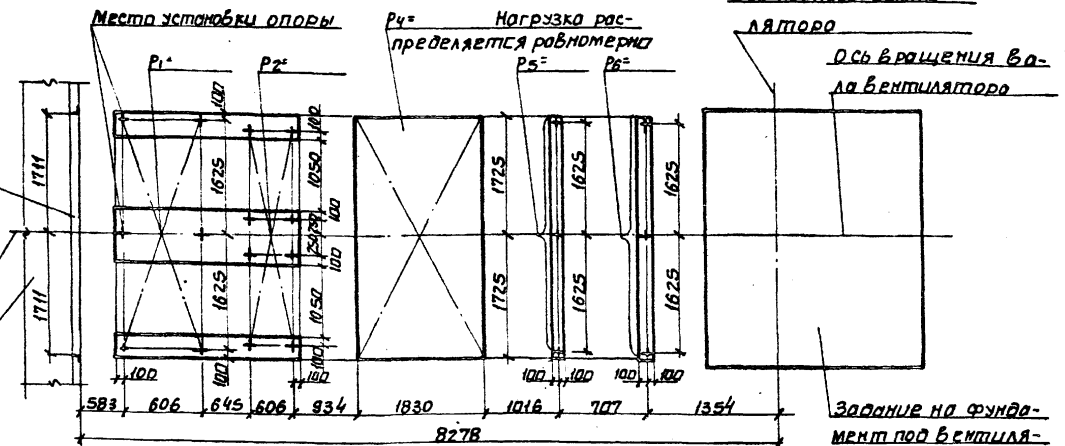 Место установки опоры
P4=
Нагрузка рас-
пределяется равномерно
лятора
Ось вращения ва-
ла вентилятора
P1=
P2=
P5=
P6=
100
100
1711
1625
1050
1725
1625
1625
100
250
250
100
1711
1625
1050
1725
1625
1625
100
100
100
100
100
100
100
100
583
606
645
606
934
1830
1016
707
1354
8278
Задание на фунда-
мент под вентиля-